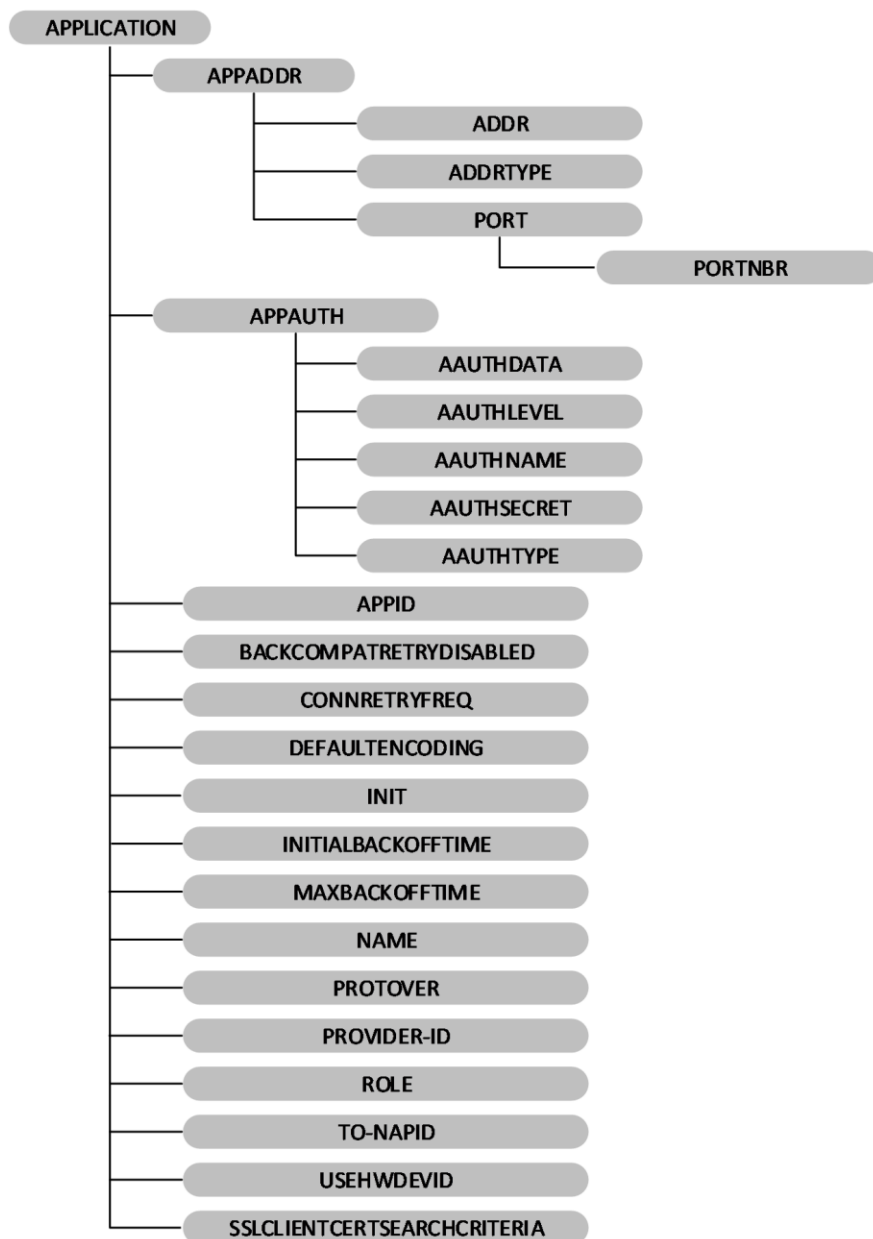 APPLICATION
APPADDR
ADDR
ADDRTYPE
PORT
PORTNBR
APPAUTH
AAUTHDATA
AAUTHLEVEL
AAUTHNAME
AAUTHSECRET
AAUTHTYPE
APPID
BACKCOMPATRETRYDISABLED
CONNRETRYFREQ
DEFAULTENCODING
INIT
INITIALBACKOFFTIME
MAXBACKOFFTIME
NAME
PROTOVER
PROVIDER-ID
ROLE
TO-NAPID
USEHWDEVID
SSLCLIENTCERTSEARCHCRITERIA